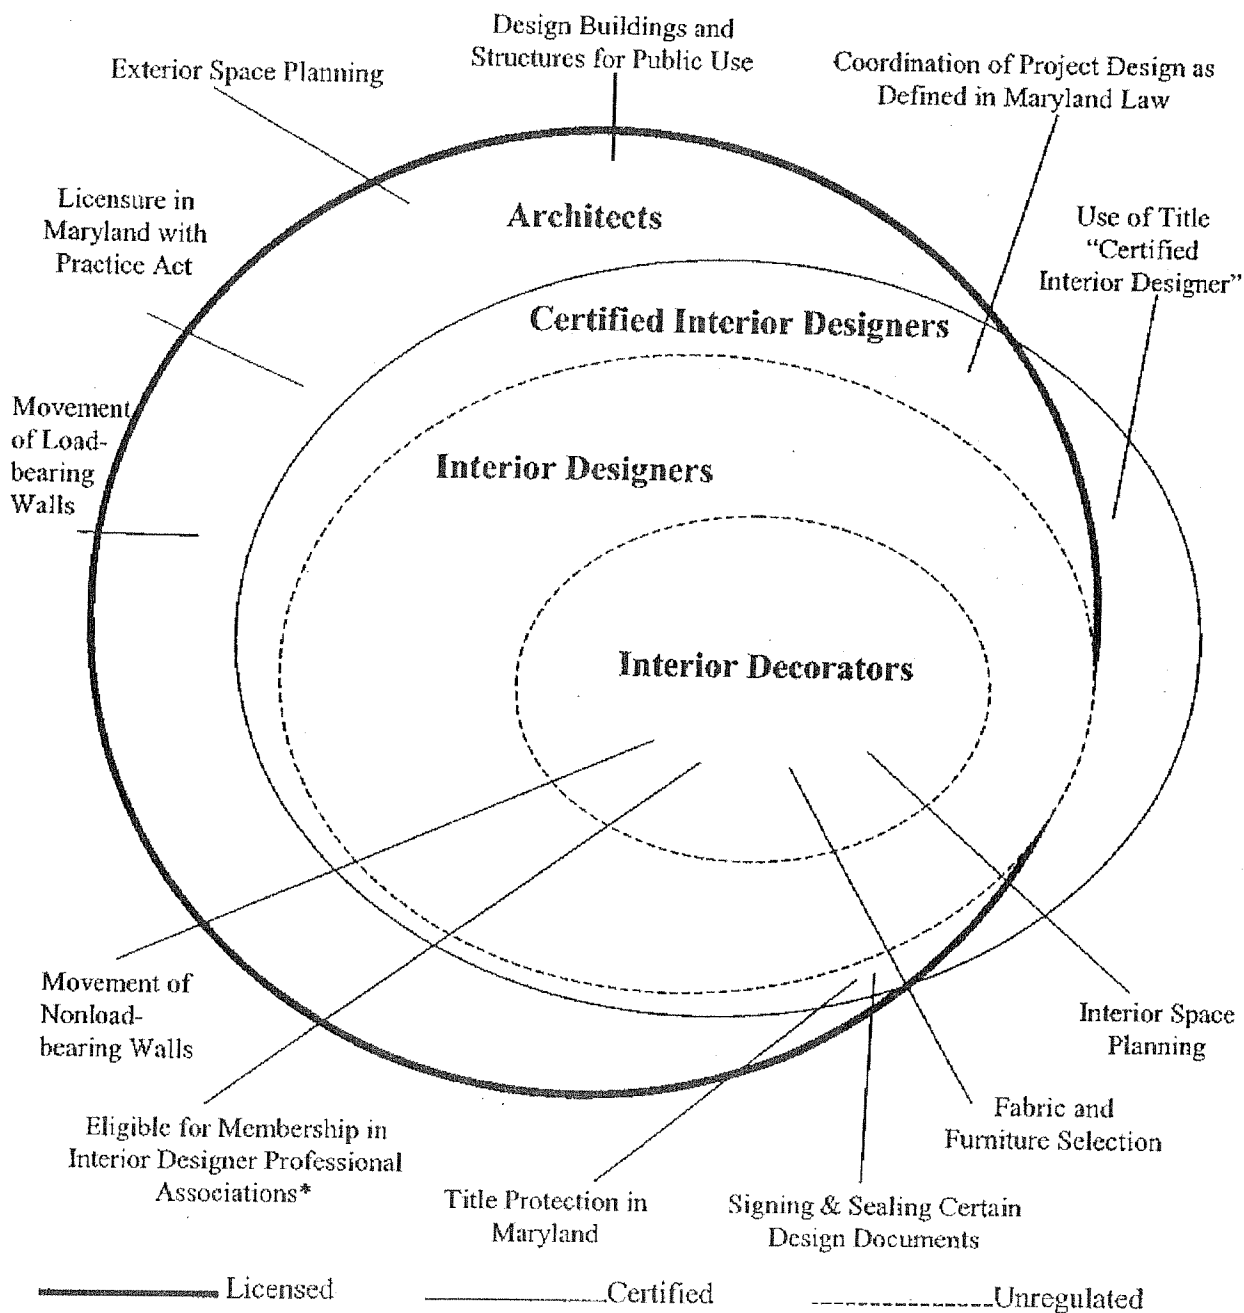 Design Buildings and
Structures for Public Use
Exterior Space Planning
Coordination of Project Design as
Defined in Maryland Law
Licensure in
Maryland with
Practice Act
Architects
Use of Title
“Certified
Interior Designer”
Certified Interior Designers
Movement
of Load-
bearing
Walls
Interior Designers
Interior Decorators
Movement of
Nonload-
bearing Walls
Interior Space
Planning
Eligible for Membership in
Interior Designer Professional
Associations*
Fabric and
Furniture Selection
Title Protection in
Maryland
Signing & Sealing Certain
Design Documents
Licensed
Certified
Unregulated